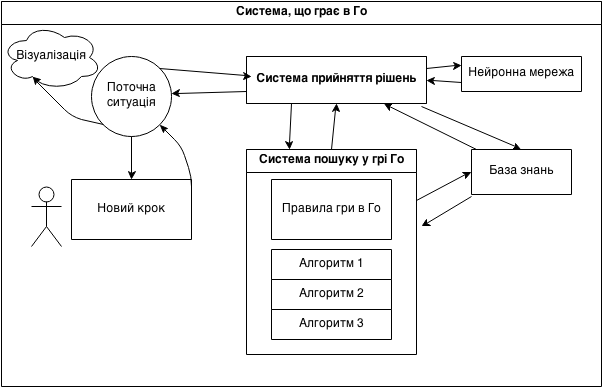 Система, що грає в Го
Візуалізація
Поточна
ситуація
Система прийняття рішень
Нейронна мережа
Система пошуку у грі Го
База знань
Новий крок
Правила гри в Го
Алгоритм 1
Алгоритм 2
Алгоритм 3